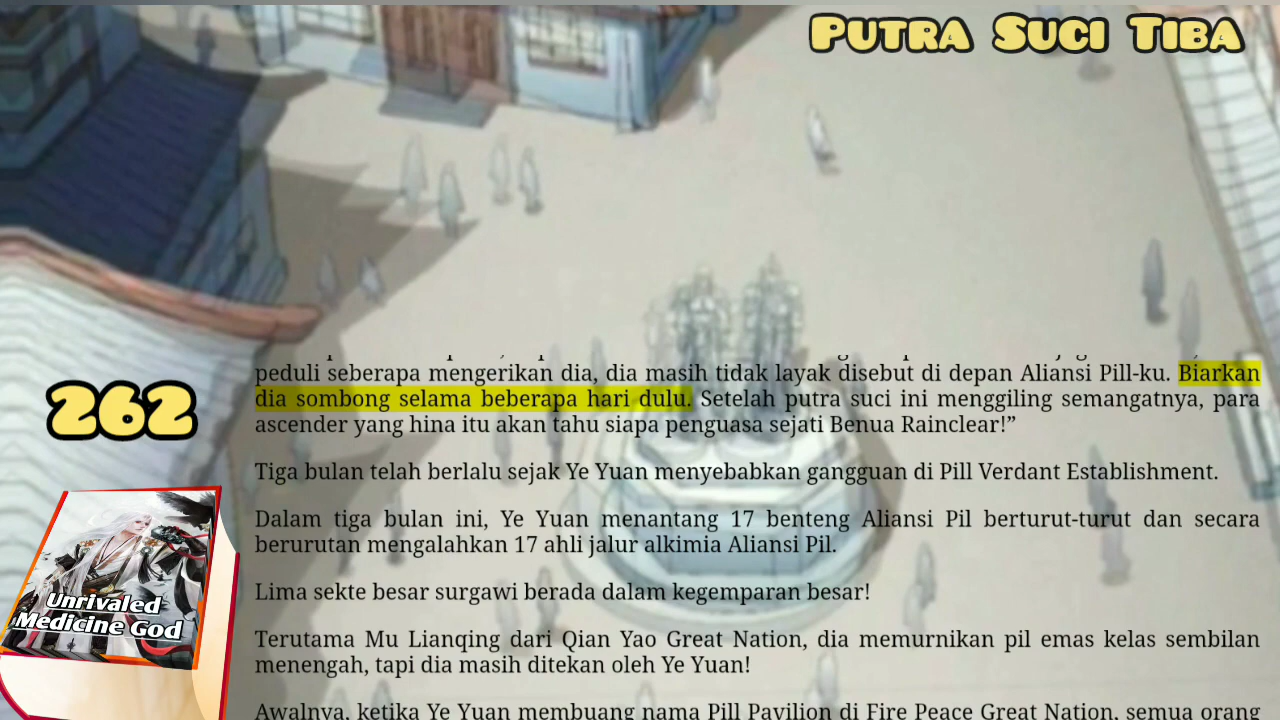 PUTRA SUCI TIBA
peduli seberapa mengerikan dia, dia masih tidak layak disebut di depan Aliansi Pill-ku. Biarkan
dia sombong selama beberapa hari dulu. Setelah putra suci ini menggiling semangatnya, para
ascender yang hina itu akan tahu siapa penguasa sejati Benua Rainclear!”
Tiga bulan telah berlalu sejak Ye Yuan menyebabkan gangguan di Pill Verdant Establishment.
Dalam tiga bulan ini, Ye Yuan menantang 17 benteng Aliansi Pil berturut-turut dan secara
berurutan mengalahkan 17 ahli jalur alkimia Aliansi Pil.
Lima sekte besar surgawi berada dalam kegemparan besar!
Terutama Mu Lianqing dari Qian Yao Great Nation, dia memurnikan pil emas kelas sembilan
menengah, tapi dia masih ditekan oleh Ye Yuan!
Awalnya, ketika Ye Yuan membuang nama Pill Pavilion di Fire Peace Great Nation, semua orang
262
Unrivaled
Medicine God